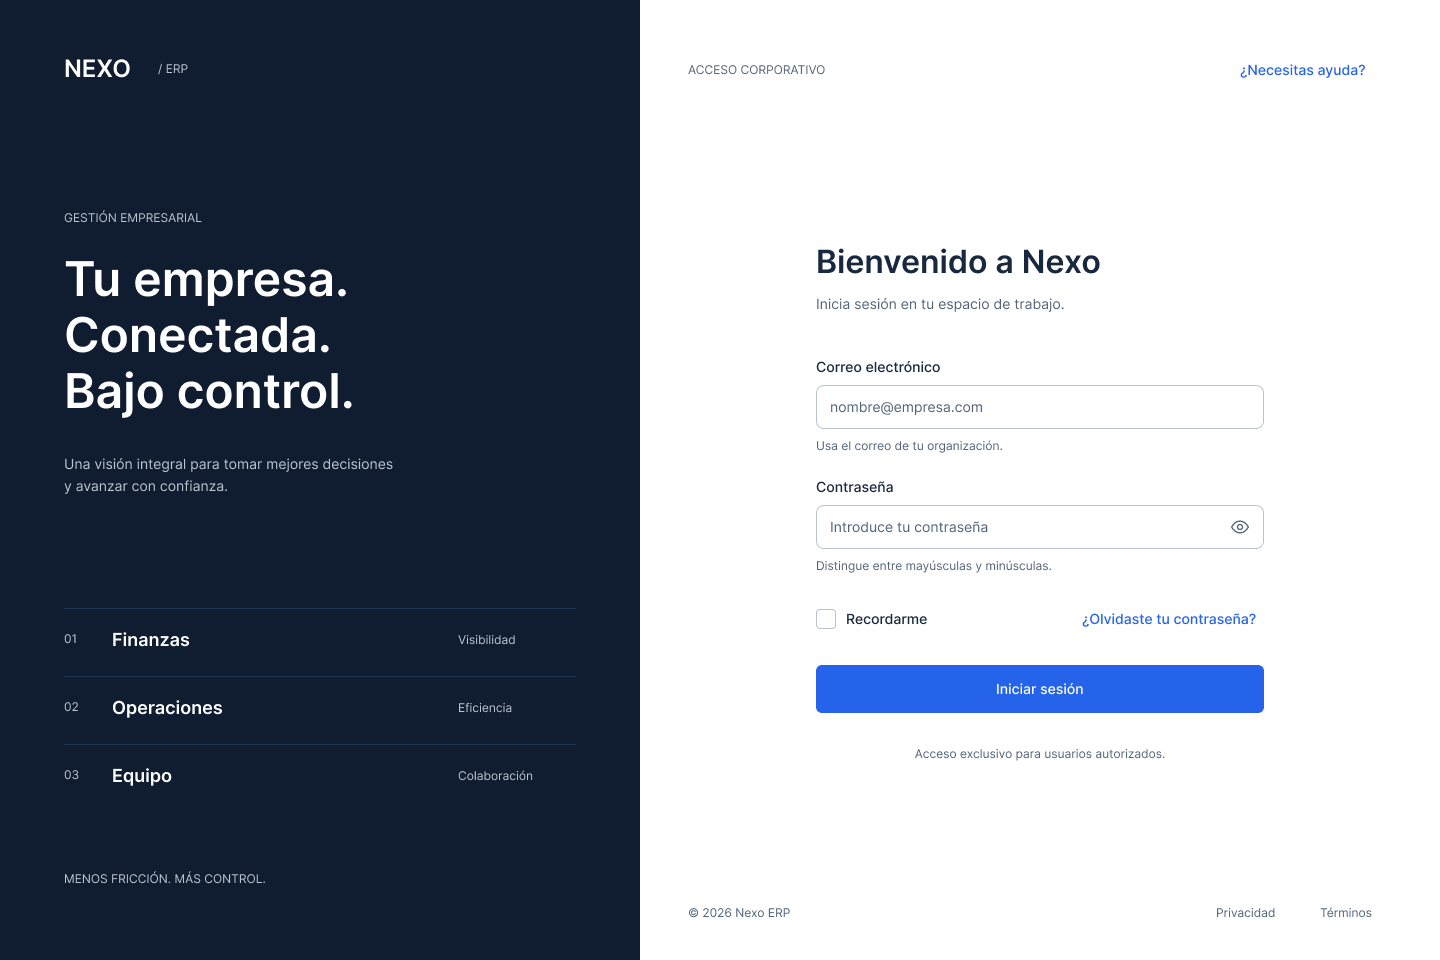 NEXO / ERP
GESTIÓN EMPRESARIAL
Tu empresa.
Conectada.
Bajo control.
Una visión integral para tomar mejores decisiones
y avanzar con confianza.
01 Finanzas Visibilidad
02 Operaciones Eficiencia
03 Equipo Colaboración
MENOS FRICCIÓN. MÁS CONTROL.
ACCESO CORPORATIVO ¿Necesitas ayuda?
Bienvenido a Nexo
Inicia sesión en tu espacio de trabajo.
Correo electrónico
nombre@empresa.com
Usa el correo de tu organización.
Contraseña
Introduce tu contraseña
Distingue entre mayúsculas y minúsculas.
Recordarme ¿Olvidaste tu contraseña?
Iniciar sesión
Acceso exclusivo para usuarios autorizados.
© 2026 Nexo ERP Privacidad Términos